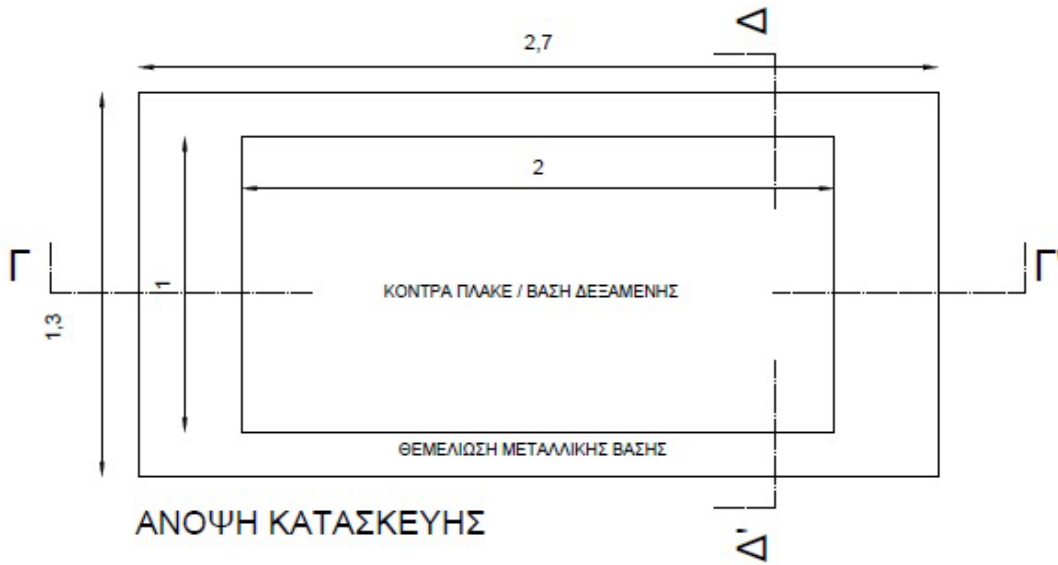 Δ
2,7
2
Γ
Γ'
1
ΚΟΝΤΡΑ ΠΛΑΚΕ / ΒΑΣΗ ΔΕΞΑΜΕΝΗΣ
1,3
ΘΕΜΕΛΙΩΣΗ ΜΕΤΑΛΛΙΚΗΣ ΒΑΣΗΣ
ΑΝΟΨΗ ΚΑΤΑΣΚΕΥΗΣ
Δ'